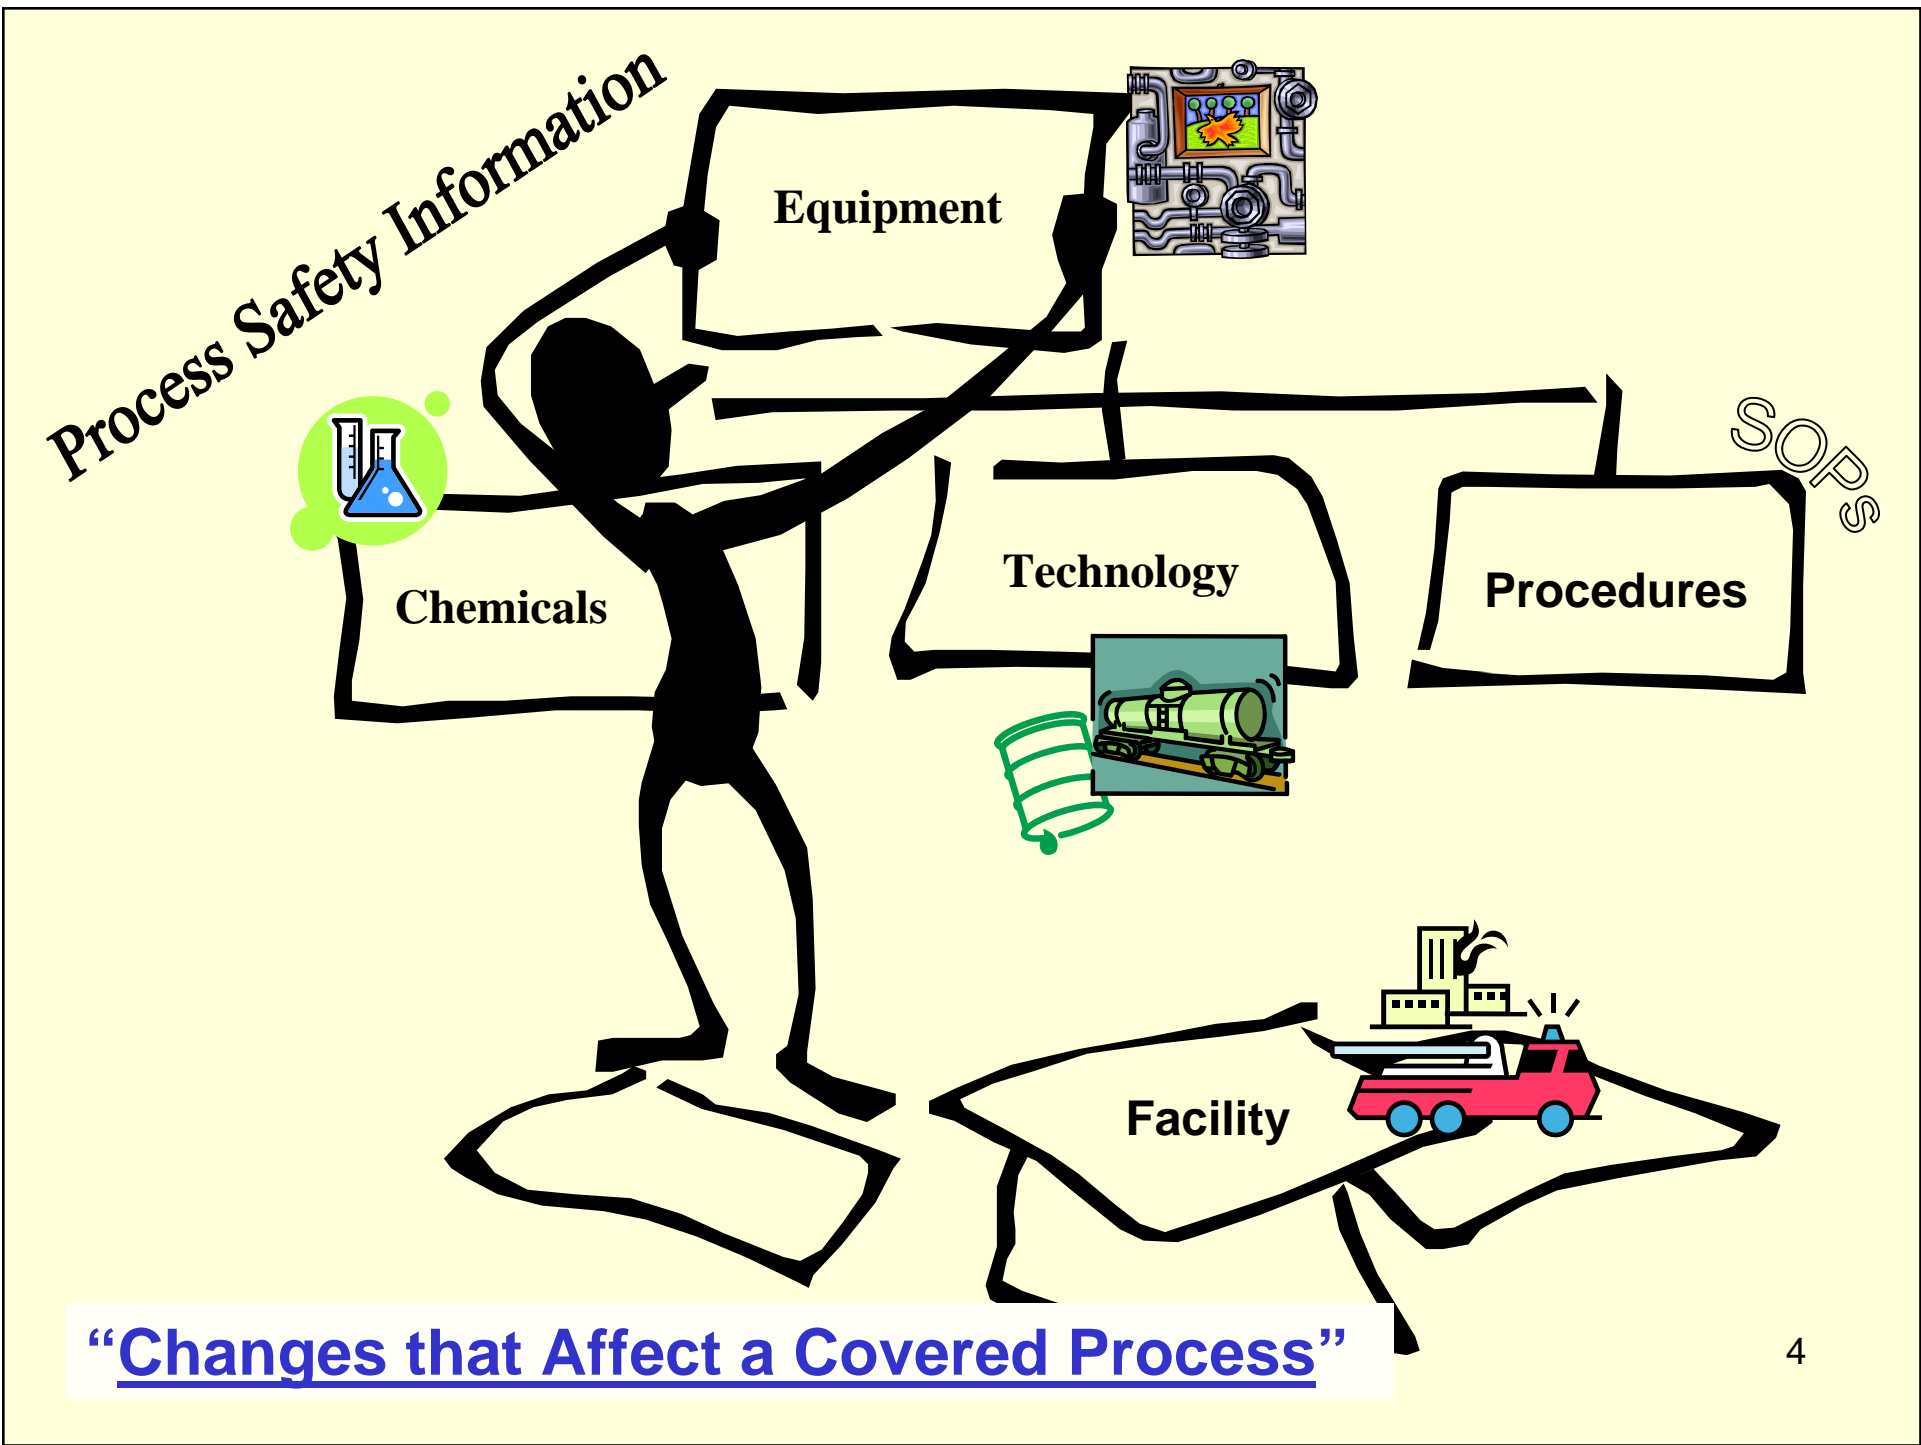 Process Safety Information
Equipment
SOPs
Chemicals
Technology
Procedures
Facility
“Changes that Affect a Covered Process”
4